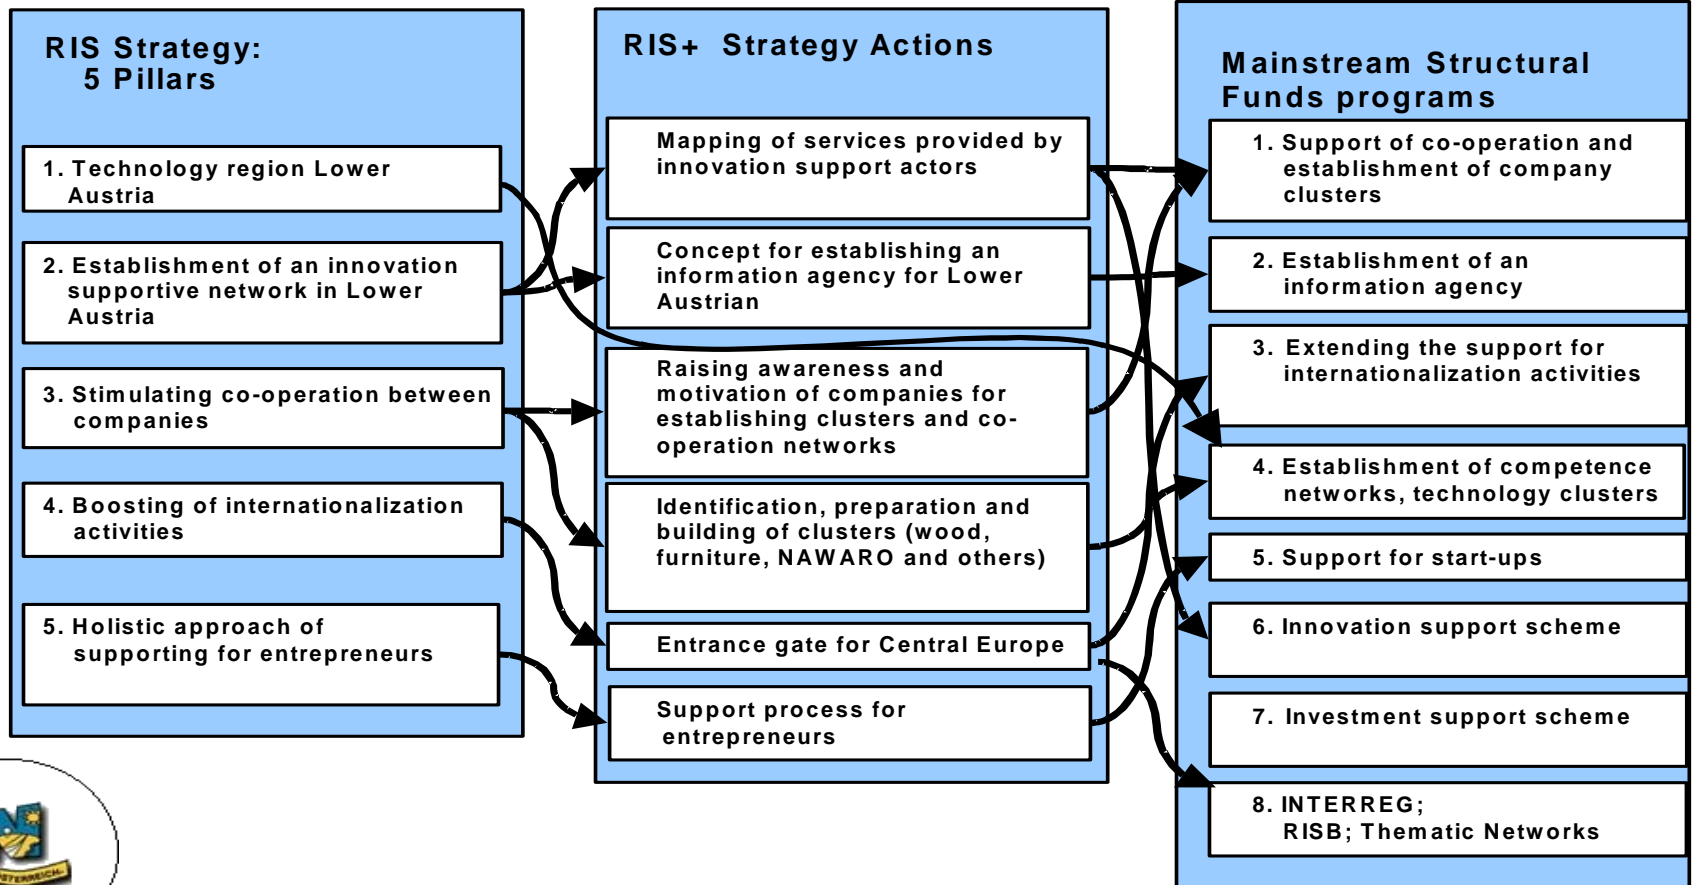 RIS Strategy:
5 Pillars
1. Technology region Lower
Austria
2. Establishment of an innovation
supportive network in Lower
Austria
3. Stimulating co-operation between
companies
4. Boosting of internationalization
activities
5. Holistic approach of
supporting for entrepreneurs
RIS+ Strategy Actions
Mapping of services provided by
innovation support actors
Concept for establishing an
information agency for Lower
Austrian
Raising awareness and
motivation of companies for
establishing clusters and co-
operation networks
Identification, preparation and
building of clusters (wood,
furniture, NAWARO and others)
Entrance gate for Central Europe
Support process for
entrepreneurs
Mainstream Structural
Funds programs
1. Support of co-operation and
establishment of company
clusters
2. Establishment of an
information agency
3. Extending the support for
internationalization activities
4. Establishment of competence
networks, technology clusters
5. Support for start-ups
6. Innovation support scheme
7. Investment support scheme
8. INTERREG;
RISB; Thematic Networks